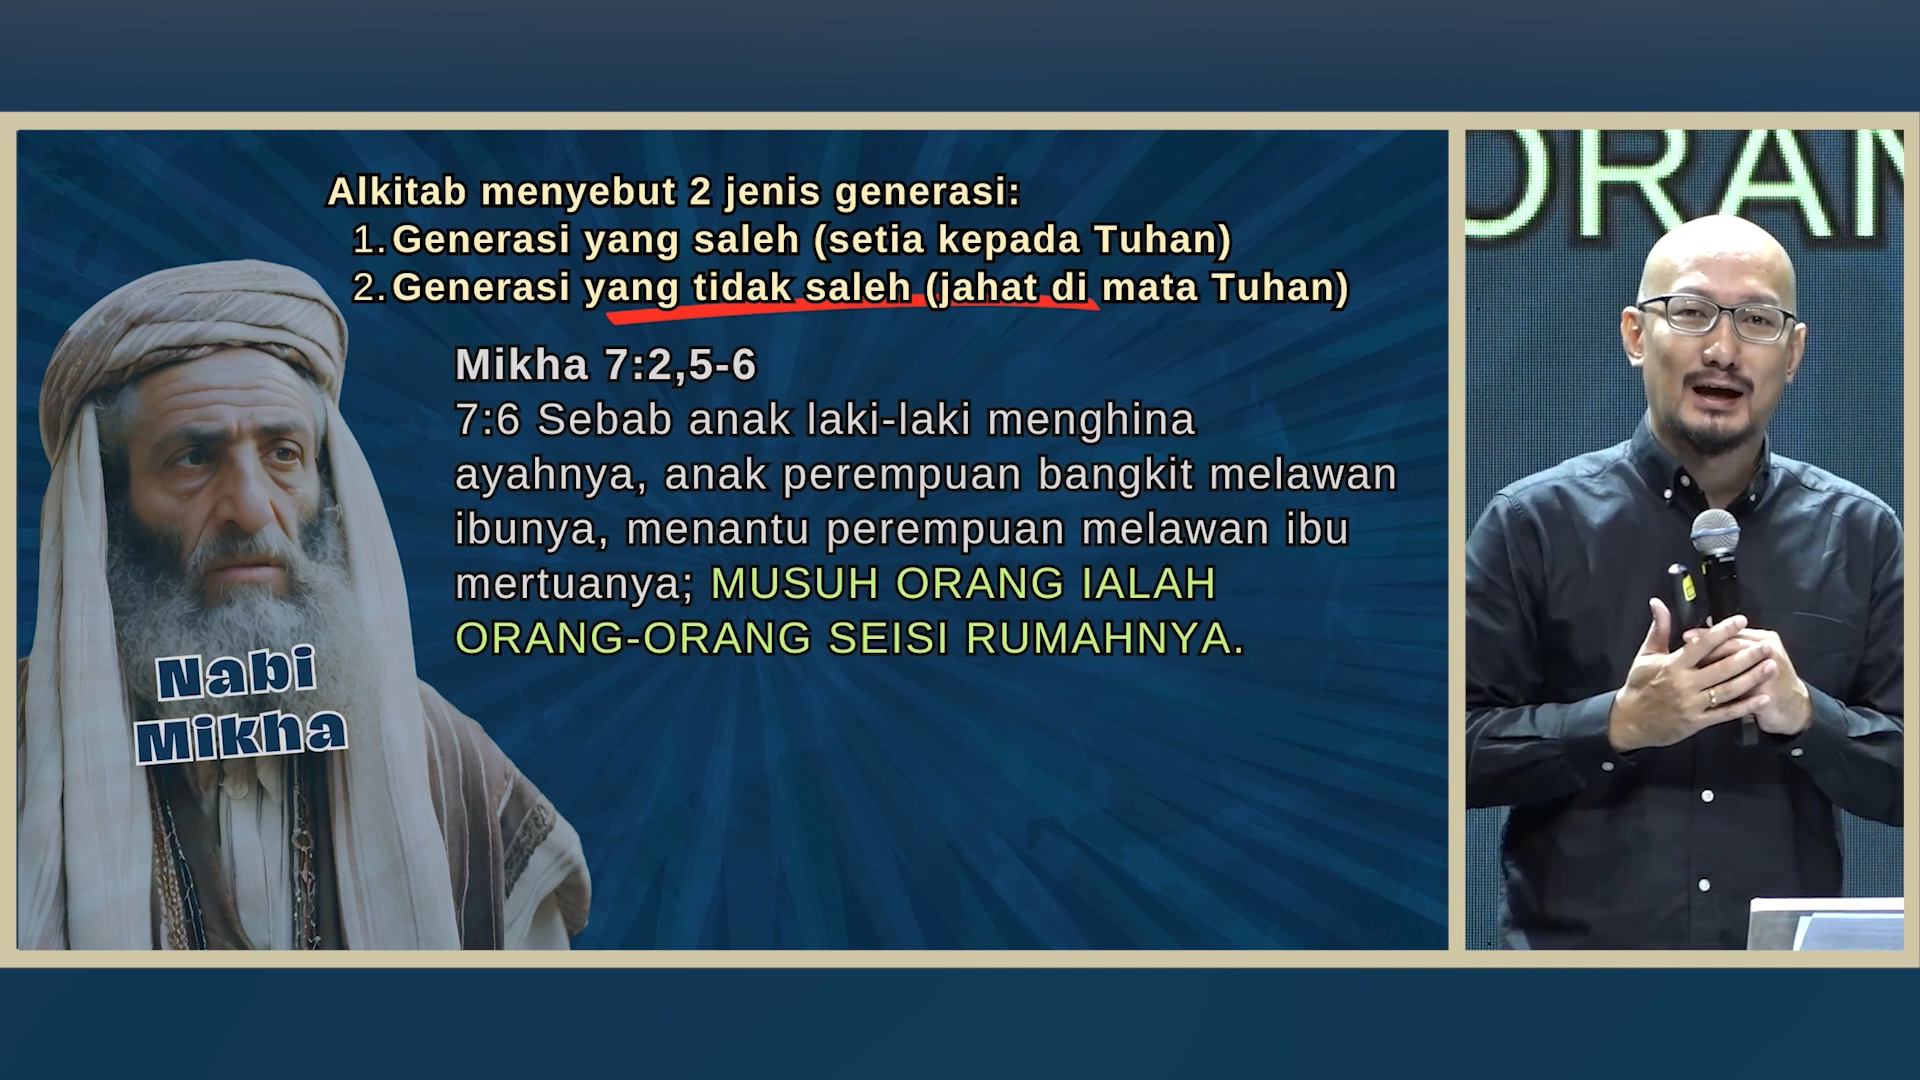 Alkitab menyebut 2 jenis generasi:
1. Generasi yang saleh (setia kepada Tuhan)
2. Generasi yang tidak saleh (jahat di mata Tuhan)
Mikha 7:2,5-6
7:6 Sebab anak laki-laki menghina
ayahnya, anak perempuan bangkit melawan
ibunya, menantu perempuan melawan ibu
mertuanya; MUSUH ORANG IALAH
ORANG-ORANG SEISI RUMAHNYA.
Nabi
Mikha
ORAN